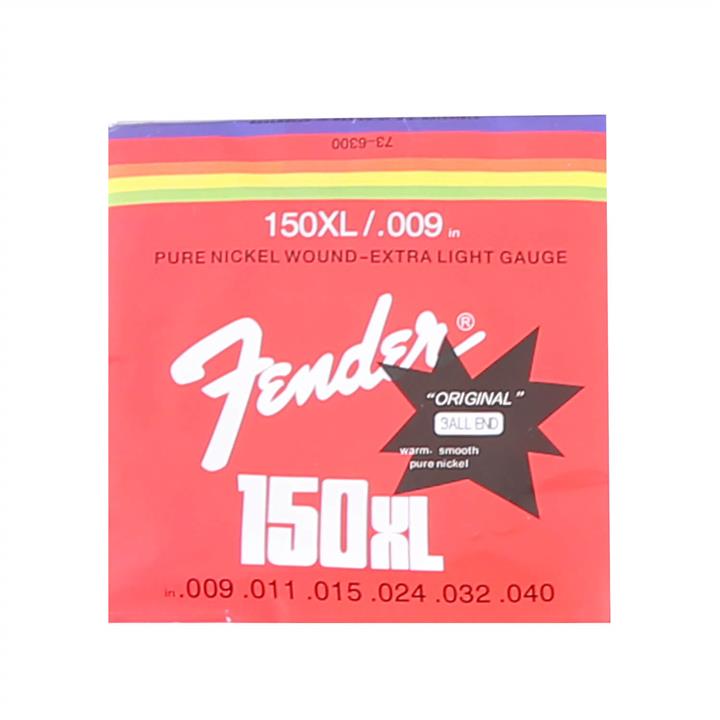 73-6300
150XL/.009 in
PURE NICKEL WOUND-EXTRA LIGHT GAUGE
Fender®
"ORIGINAL"
3ALL END
warm. smooth
pure nickel
150XL
in .009 .011 .015 .024 .032 .040